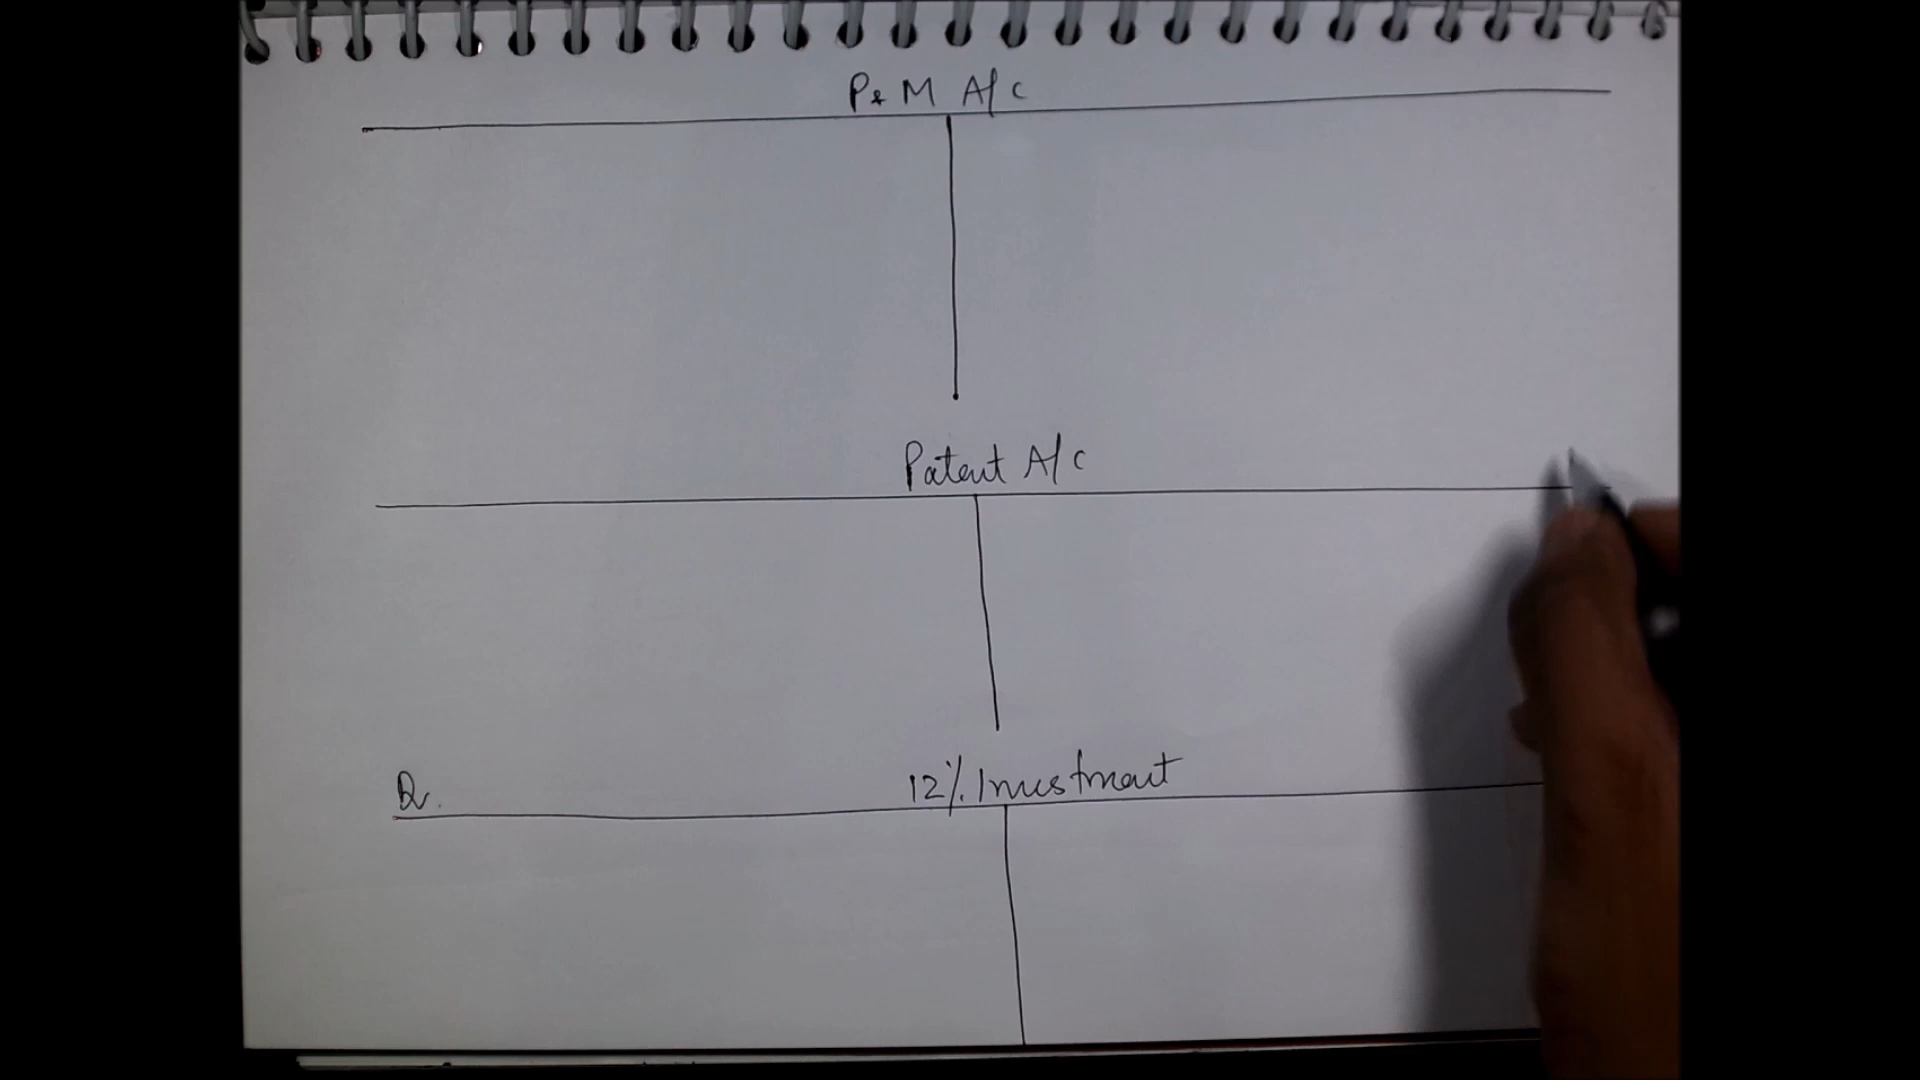 P & M A/C
Patent A/C
Dr. 12% Investment